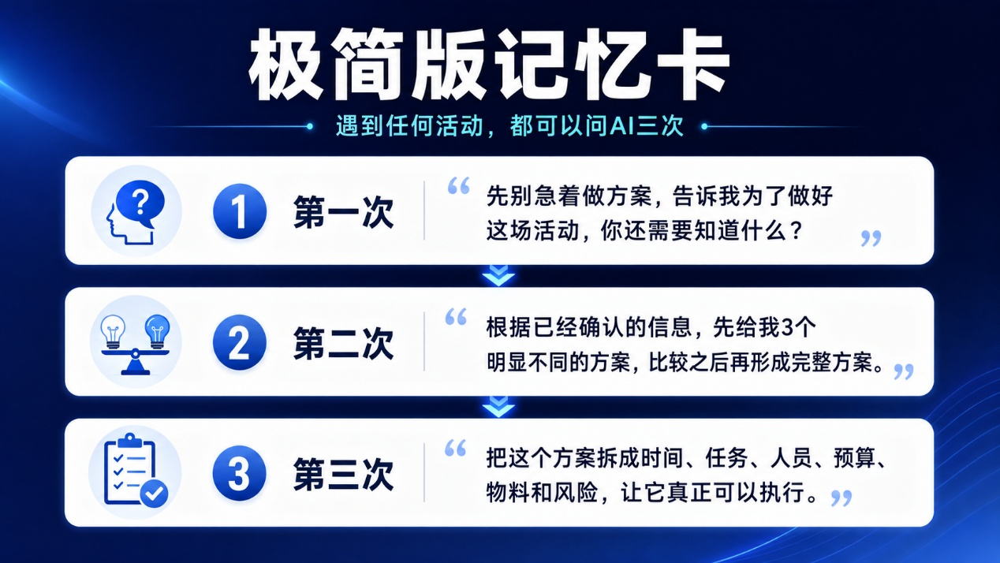 极简版记忆卡
遇到任何活动，都可以问AI三次
?
1 第一次
“先别急着做方案，告诉我为了做好
这场活动，你还需要知道什么？”
2 第二次
“根据已经确认的信息，先给我3个
明显不同的方案，比较之后再形成完整方案。”
3 第三次
“把这个方案拆成时间、任务、人员、预算、
物料和风险，让它真正可以执行。”